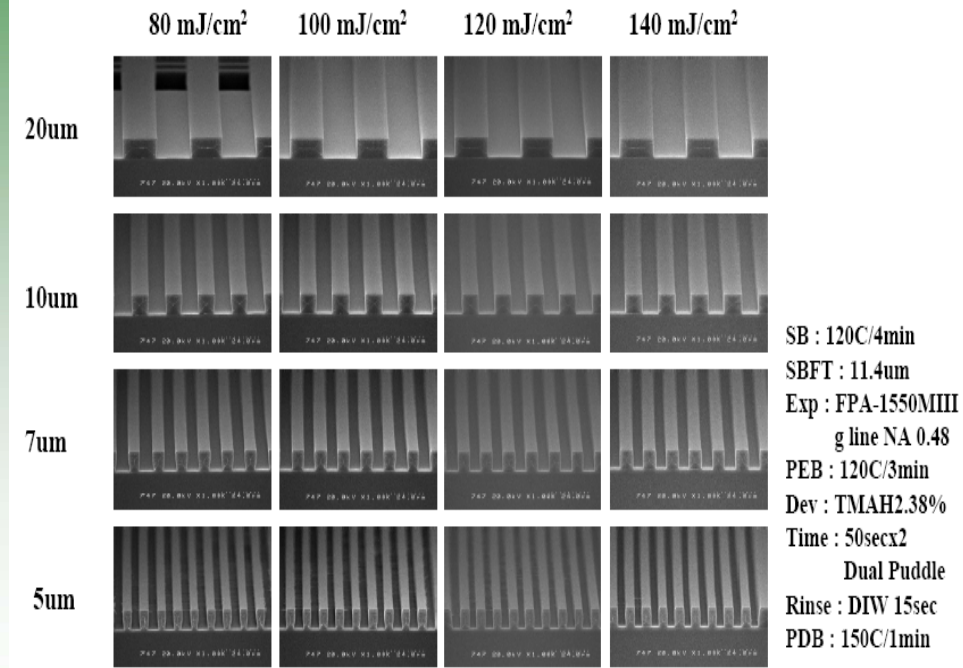 80 mJ/cm² 100 mJ/cm² 120 mJ/cm² 140 mJ/cm²
20um
10um
7um
5um
SB : 120C/4min
SBFT : 11.4um
Exp : FPA-1550MIII
g line NA 0.48
PEB : 120C/3min
Dev : TMAH2.38%
Time : 50secx2
Dual Puddle
Rinse : DIW 15sec
PDB : 150C/1min